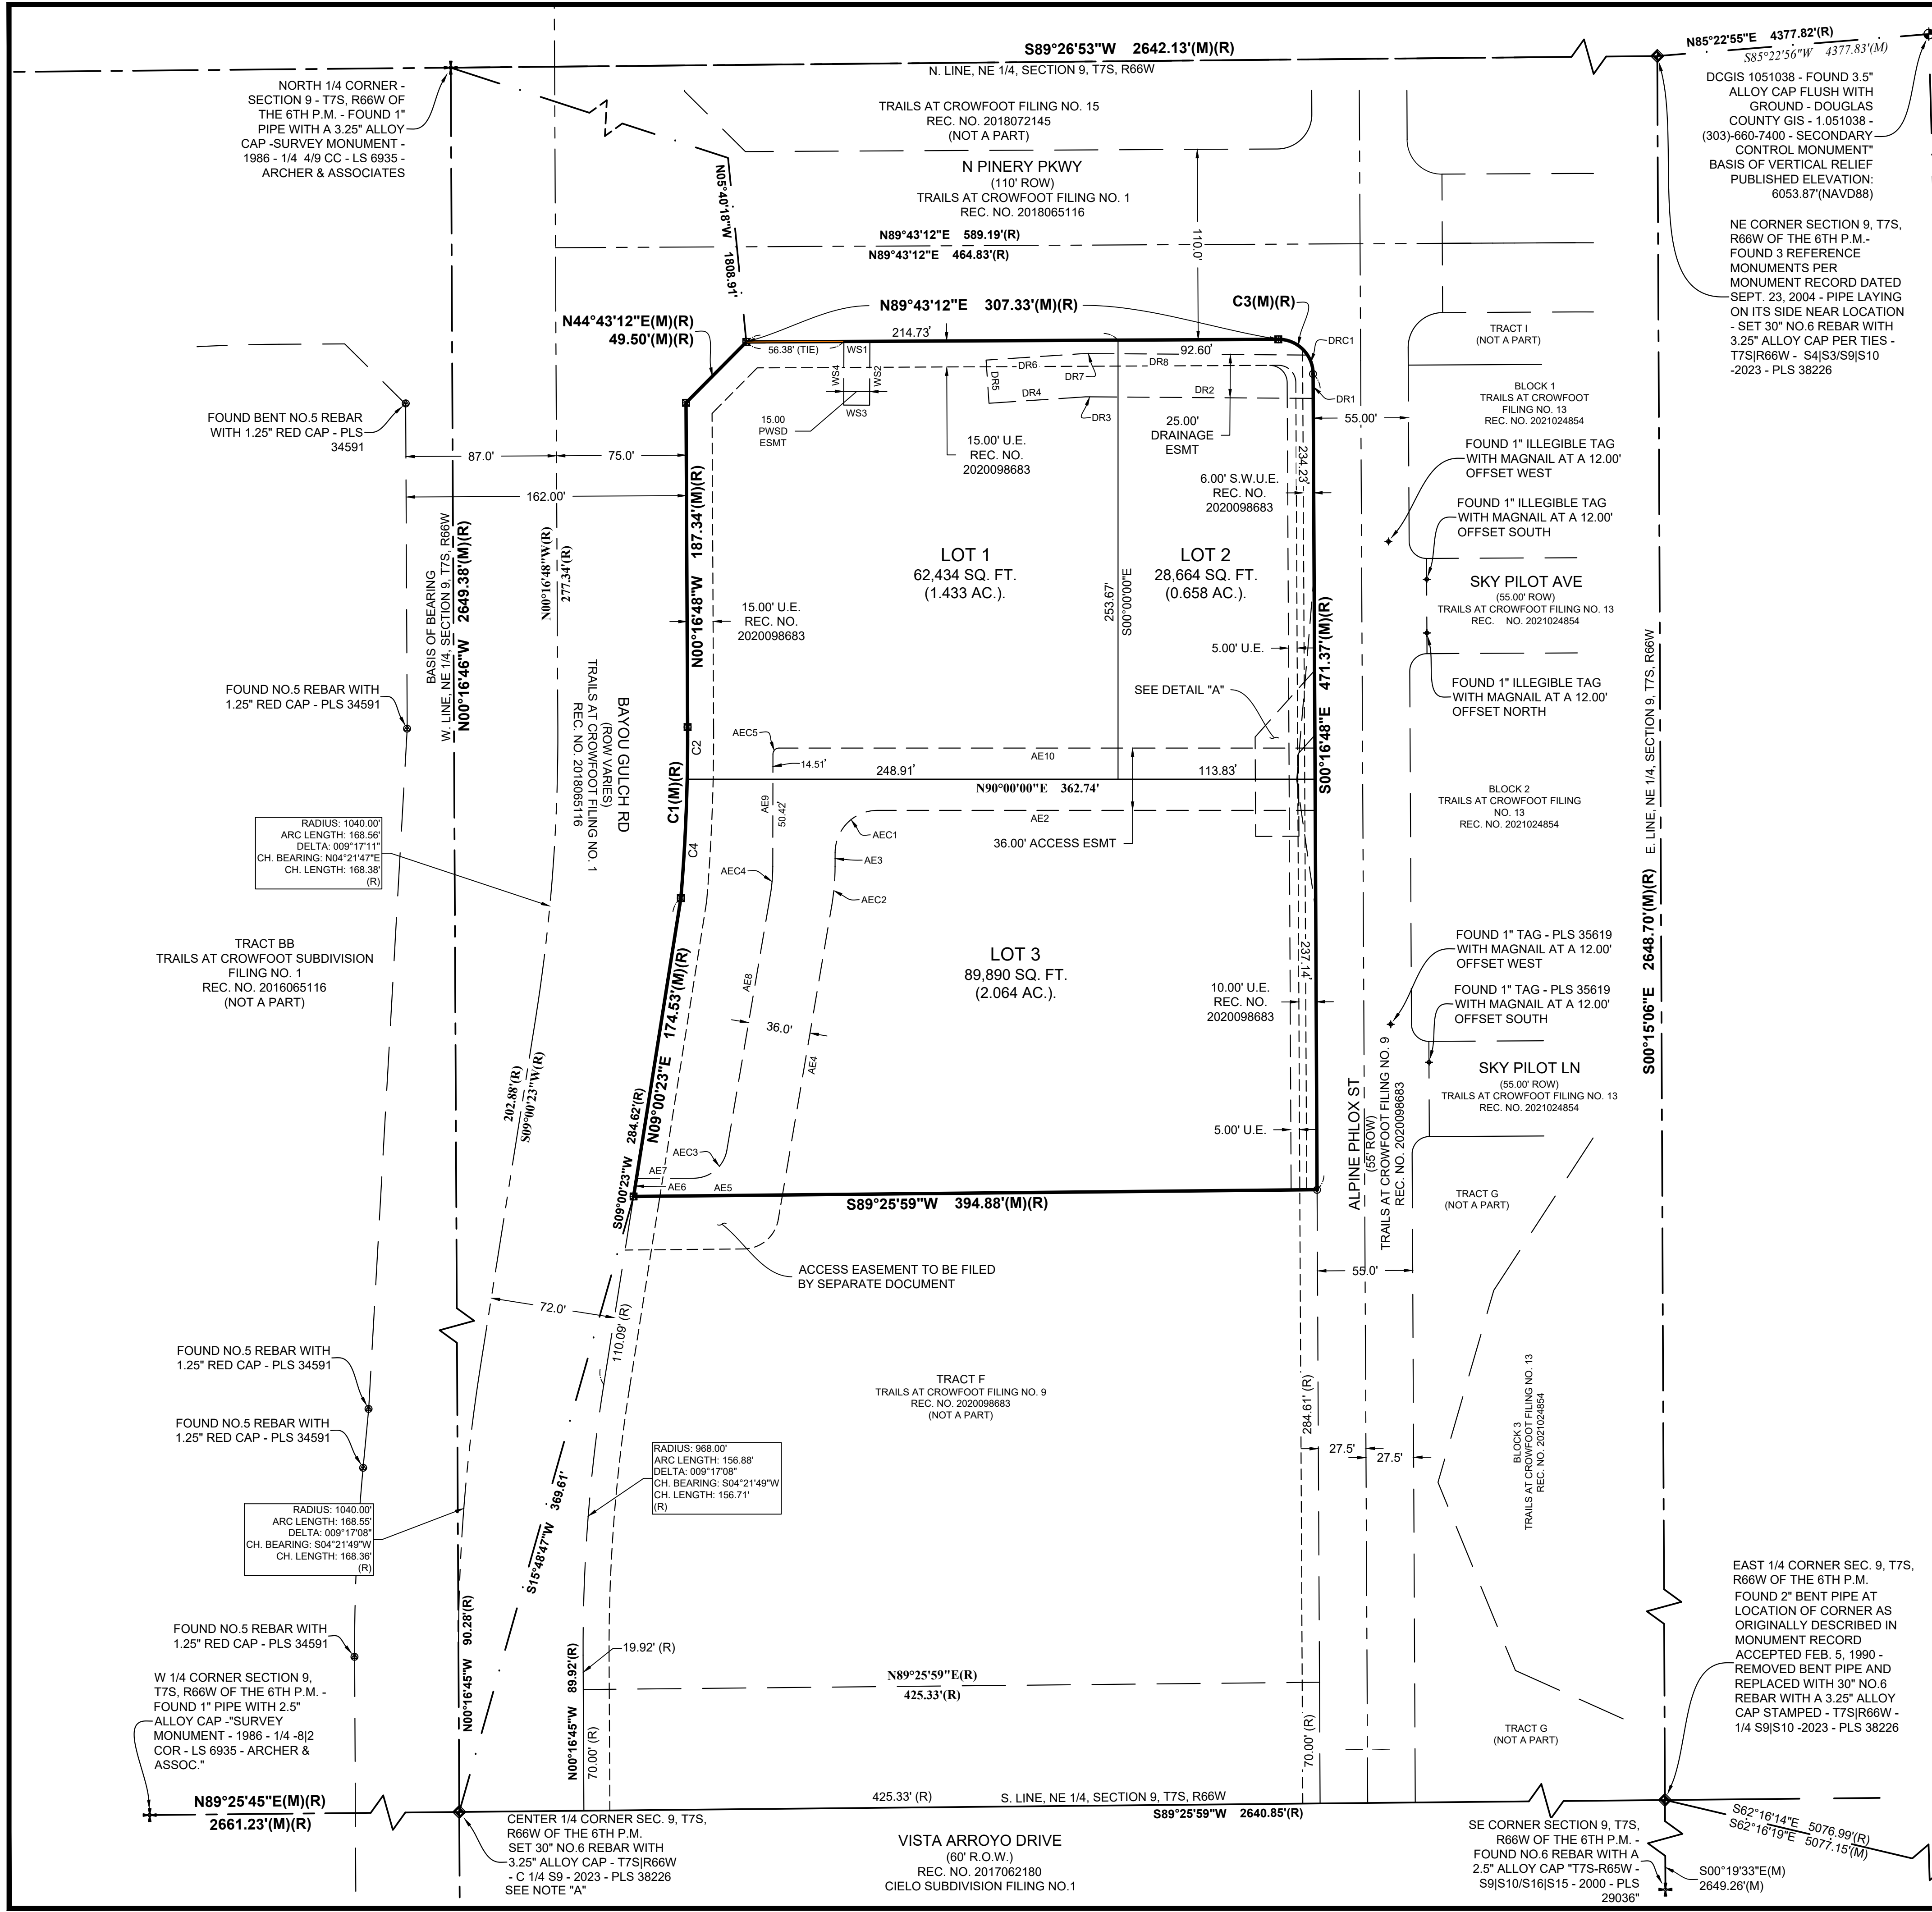 S89°26'53"W 2642.13'(M)(R)
N. LINE, NE 1/4, SECTION 9, T7S, R66W
N85°22'55"E 4377.82'(R)
S85°22'56"W 4377.83'(M)
NORTH 1/4 CORNER -
SECTION 9 - T7S, R66W OF
THE 6TH P.M. - FOUND 1"
PIPE WITH A 3.25" ALLOY
CAP -SURVEY MONUMENT -
1986 - 1/4 4/9 CC - LS 6935 -
ARCHER & ASSOCIATES
TRAILS AT CROWFOOT FILING NO. 15
REC. NO. 2018072145
(NOT A PART)
N PINERY PKWY
(110' ROW)
TRAILS AT CROWFOOT FILING NO. 1
REC. NO. 2018065116
DCGIS 1051038 - FOUND 3.5"
ALLOY CAP FLUSH WITH
GROUND - DOUGLAS
COUNTY GIS - 1.051038 -
(303)-660-7400 - SECONDARY
CONTROL MONUMENT"
BASIS OF VERTICAL RELIEF
PUBLISHED ELEVATION:
6053.87'(NAVD88)
NE CORNER SECTION 9, T7S,
R66W OF THE 6TH P.M.-
FOUND 3 REFERENCE
MONUMENTS PER
MONUMENT RECORD DATED
SEPT. 23, 2004 - PIPE LAYING
ON ITS SIDE NEAR LOCATION
- SET 30" NO.6 REBAR WITH
3.25" ALLOY CAP PER TIES -
T7S|R66W - S4|S3/S9|S10
-2023 - PLS 38226
N05°40'18"W 1808.91'
N89°43'12"E 589.19'(R)
N89°43'12"E 464.83'(R)
110.0'
N89°43'12"E 307.33'(M)(R)
C3(M)(R)
N44°43'12"E(M)(R)
49.50'(M)(R)
214.73'
92.60'
56.38' (TIE)
WS1
WS2
WS3
WS4
DRC1
DR1
DR2
DR3
DR4
DR5
DR6
DR7
DR8
TRACT I
(NOT A PART)
BLOCK 1
TRAILS AT CROWFOOT
FILING NO. 13
REC. NO. 2021024854
FOUND BENT NO.5 REBAR
WITH 1.25" RED CAP - PLS
34591
87.0'
75.0'
162.00'
15.00
PWSD
ESMT
15.00' U.E.
REC. NO.
2020098683
25.00'
DRAINAGE
ESMT
55.00'
6.00' S.W.U.E.
REC. NO.
2020098683
234.23'
FOUND 1" ILLEGIBLE TAG
WITH MAGNAIL AT A 12.00'
OFFSET WEST
FOUND 1" ILLEGIBLE TAG
WITH MAGNAIL AT A 12.00'
OFFSET SOUTH
BASIS OF BEARING
W. LINE, NE 1/4, SECTION 9, T7S, R66W
N00°16'46"W 2649.38'(M)(R)
N00°16'48"W(R)
277.34'(R)
N00°16'48"W 187.34'(M)(R)
LOT 1
62,434 SQ. FT.
(1.433 AC.).
LOT 2
28,664 SQ. FT.
(0.658 AC.).
253.67'
S00°00'00"E
15.00' U.E.
REC. NO.
2020098683
5.00' U.E.
S00°16'48"E 471.37'(M)(R)
SKY PILOT AVE
(55.00' ROW)
TRAILS AT CROWFOOT FILING NO. 13
REC. NO. 2021024854
FOUND 1" ILLEGIBLE TAG
WITH MAGNAIL AT A 12.00'
OFFSET NORTH
E. LINE, NE 1/4, SECTION 9, T7S, R66W
S00°15'06"E 2648.70'(M)(R)
FOUND NO.5 REBAR WITH
1.25" RED CAP - PLS 34591
BAYOU GULCH RD
(ROW VARIES)
TRAILS AT CROWFOOT FILING NO. 1
REC. NO. 2018065116
SEE DETAIL "A"
AEC5
C2
C1(M)(R)
C4
14.51'
248.91'
113.83'
AE10
N90°00'00"E 362.74'
AE9
50.42'
AE2
AEC1
AE3
AEC4
AEC2
36.00' ACCESS ESMT
BLOCK 2
TRAILS AT CROWFOOT FILING
NO. 13
REC. NO. 2021024854
RADIUS: 1040.00'
ARC LENGTH: 168.56'
DELTA: 009°17'11"
CH. BEARING: N04°21'47"E
CH. LENGTH: 168.38'
(R)
TRACT BB
TRAILS AT CROWFOOT SUBDIVISION
FILING NO. 1
REC. NO. 2016065116
(NOT A PART)
LOT 3
89,890 SQ. FT.
(2.064 AC.).
AE8
36.0'
AE4
237.14'
10.00' U.E.
REC. NO.
2020098683
5.00' U.E.
FOUND 1" TAG - PLS 35619
WITH MAGNAIL AT A 12.00'
OFFSET WEST
FOUND 1" TAG - PLS 35619
WITH MAGNAIL AT A 12.00'
OFFSET SOUTH
SKY PILOT LN
(55.00' ROW)
TRAILS AT CROWFOOT FILING NO. 13
REC. NO. 2021024854
202.88'(R)
S09°00'23"W(R)
N09°00'23"E 174.53'(M)(R)
S09°00'23"W 284.62'(R)
AEC3
AE7
AE6
AE5
S89°25'59"W 394.88'(M)(R)
ALPINE PHLOX ST
(55' ROW)
TRAILS AT CROWFOOT FILING NO. 9
REC. NO. 2020098683
TRACT G
(NOT A PART)
55.0'
ACCESS EASEMENT TO BE FILED
BY SEPARATE DOCUMENT
72.0'
110.09' (R)
FOUND NO.5 REBAR WITH
1.25" RED CAP - PLS 34591
FOUND NO.5 REBAR WITH
1.25" RED CAP - PLS 34591
TRACT F
TRAILS AT CROWFOOT FILING NO. 9
REC. NO. 2020098683
(NOT A PART)
284.61' (R)
27.5'
27.5'
BLOCK 3
TRAILS AT CROWFOOT FILING NO. 13
REC. NO. 2021024854
RADIUS: 968.00'
ARC LENGTH: 156.88'
DELTA: 009°17'08"
CH. BEARING: S04°21'49"W
CH. LENGTH: 156.71'
(R)
RADIUS: 1040.00'
ARC LENGTH: 168.55'
DELTA: 009°17'08"
CH. BEARING: S04°21'49"W
CH. LENGTH: 168.36'
(R)
S15°48'47"W 369.61'
FOUND NO.5 REBAR WITH
1.25" RED CAP - PLS 34591
N00°16'45"W 90.28'(R)
N00°16'45"W 89.92'(R)
19.92' (R)
70.00' (R)
N89°25'59"E(R)
425.33'(R)
70.00' (R)
TRACT G
(NOT A PART)
EAST 1/4 CORNER SEC. 9, T7S,
R66W OF THE 6TH P.M.
FOUND 2" BENT PIPE AT
LOCATION OF CORNER AS
ORIGINALLY DESCRIBED IN
MONUMENT RECORD
ACCEPTED FEB. 5, 1990 -
REMOVED BENT PIPE AND
REPLACED WITH 30" NO.6
REBAR WITH A 3.25" ALLOY
CAP STAMPED - T7S|R66W -
1/4 S9|S10 -2023 - PLS 38226
W 1/4 CORNER SECTION 9,
T7S, R66W OF THE 6TH P.M. -
FOUND 1" PIPE WITH 2.5"
ALLOY CAP -"SURVEY
MONUMENT - 1986 - 1/4 -8|2
COR - LS 6935 - ARCHER &
ASSOC."
N89°25'45"E(M)(R)
2661.23'(M)(R)
425.33' (R)
S. LINE, NE 1/4, SECTION 9, T7S, R66W
S89°25'59"W 2640.85'(R)
CENTER 1/4 CORNER SEC. 9, T7S,
R66W OF THE 6TH P.M.
SET 30" NO.6 REBAR WITH
3.25" ALLOY CAP - T7S|R66W
- C 1/4 S9 - 2023 - PLS 38226
SEE NOTE "A"
VISTA ARROYO DRIVE
(60' R.O.W.)
REC. NO. 2017062180
CIELO SUBDIVISION FILING NO.1
SE CORNER SECTION 9, T7S,
R66W OF THE 6TH P.M. -
FOUND NO.6 REBAR WITH A
2.5" ALLOY CAP "T7S-R65W -
S9|S10/S16|S15 - 2000 - PLS
29036"
S62°16'14"E 5076.99'(R)
S62°16'19"E 5077.15'(M)
S00°19'33"E(M)
2649.26'(M)